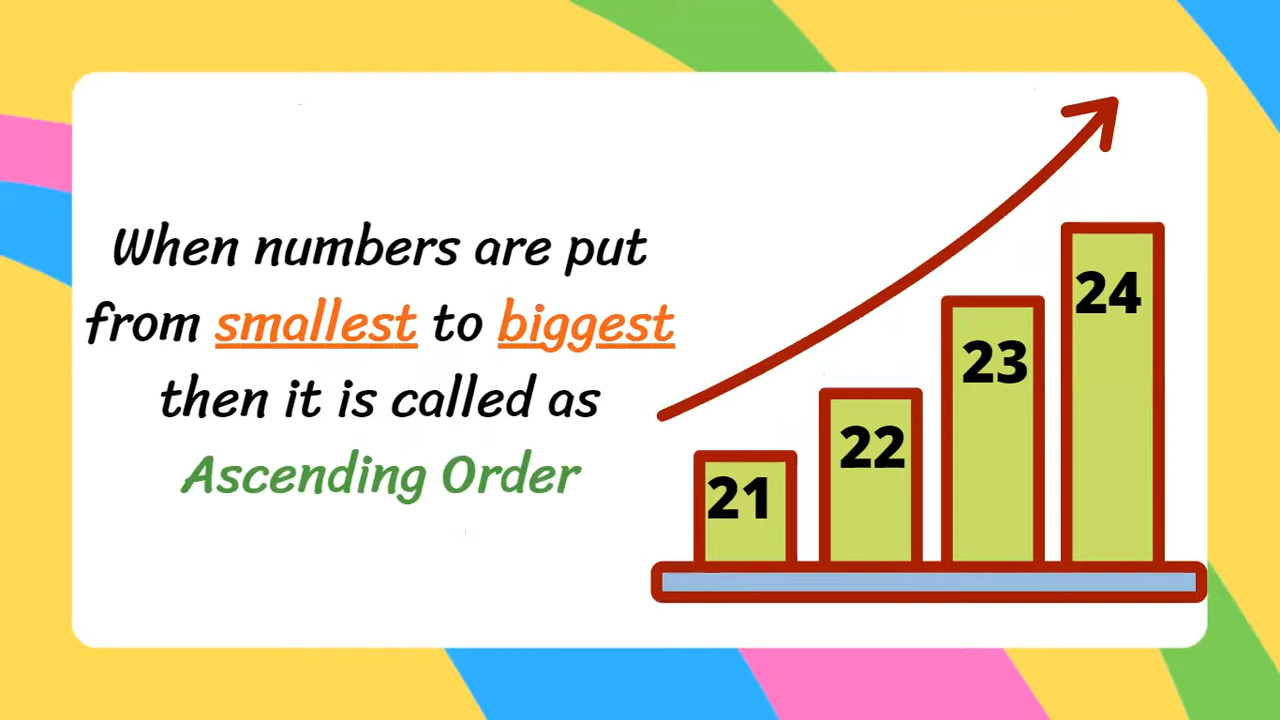 When numbers are put
from smallest to biggest
then it is called as
Ascending Order
21
22
23
24